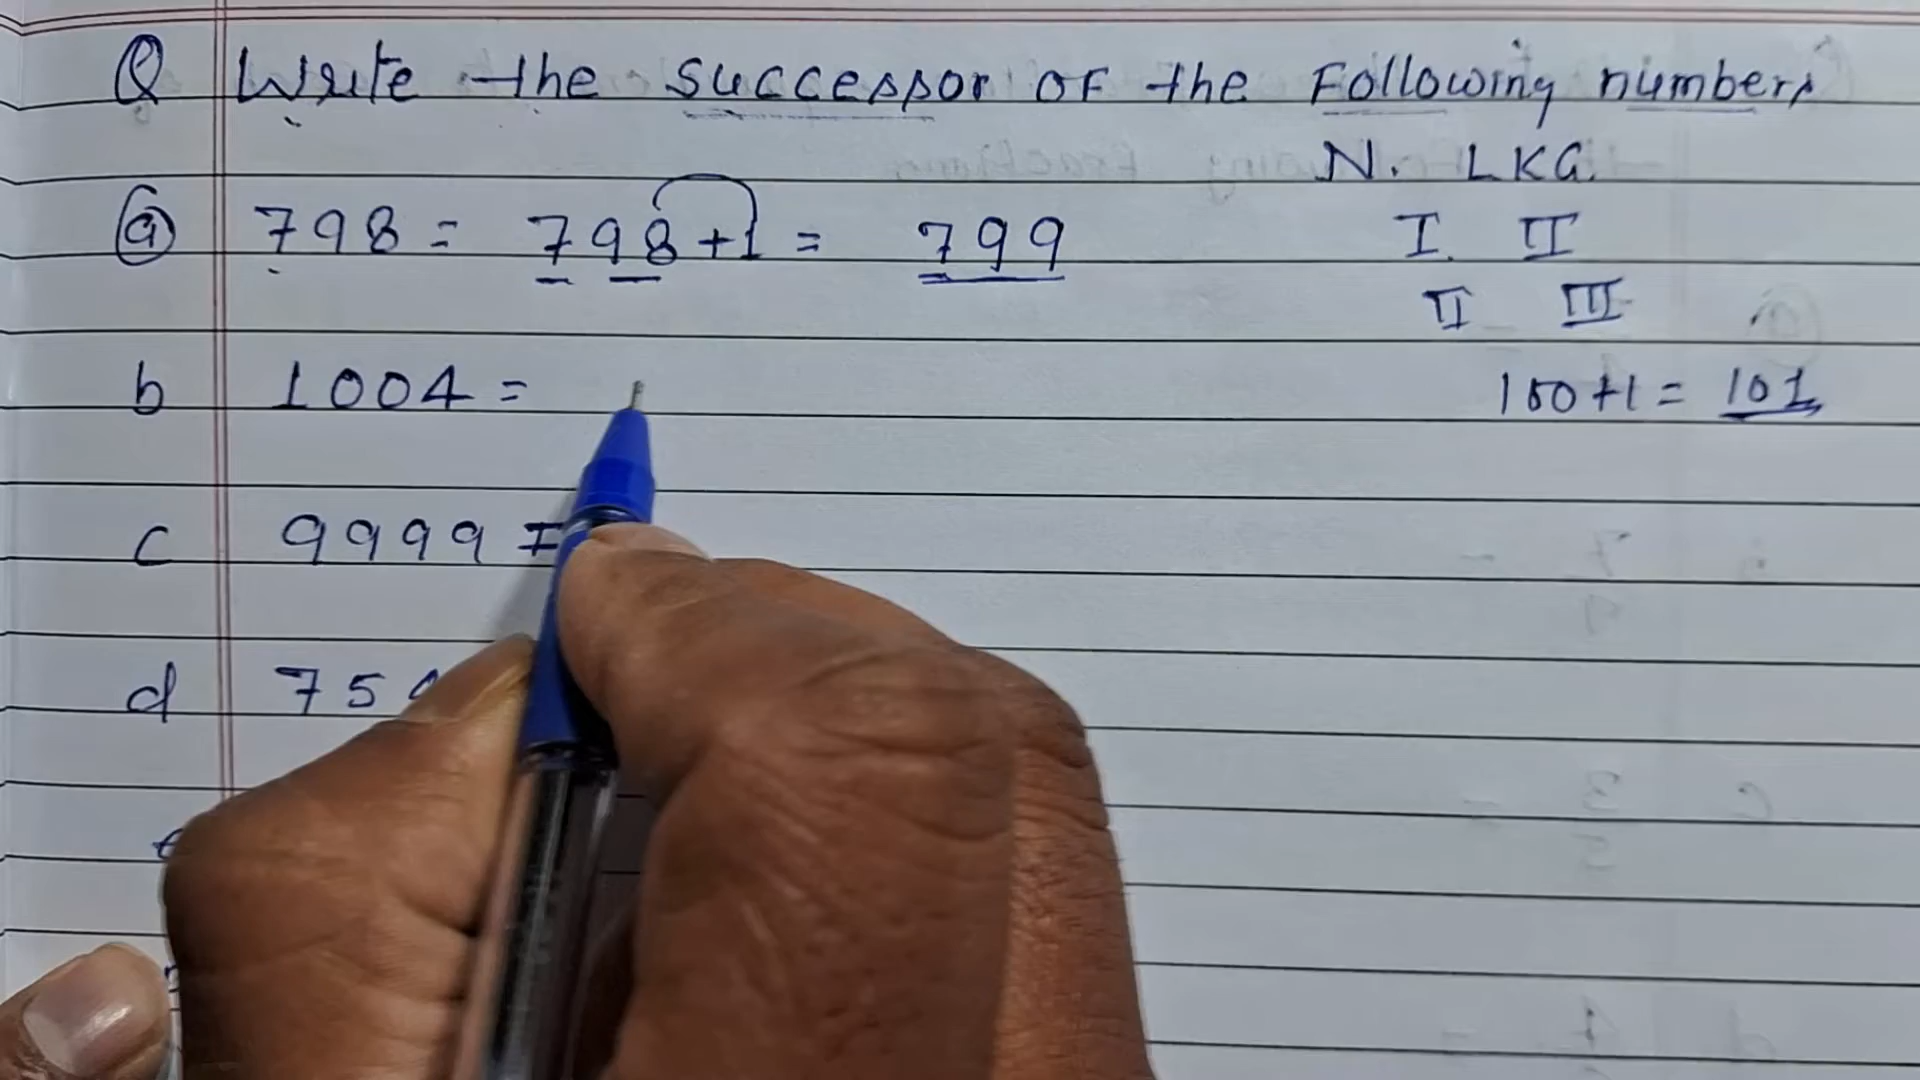 Q Write the successor of the following numbers
N. LKG.
a 798 = 798+1 = 799
I. II
II III
b 1004 =
100+1 = 101
c 9999 =
d 75